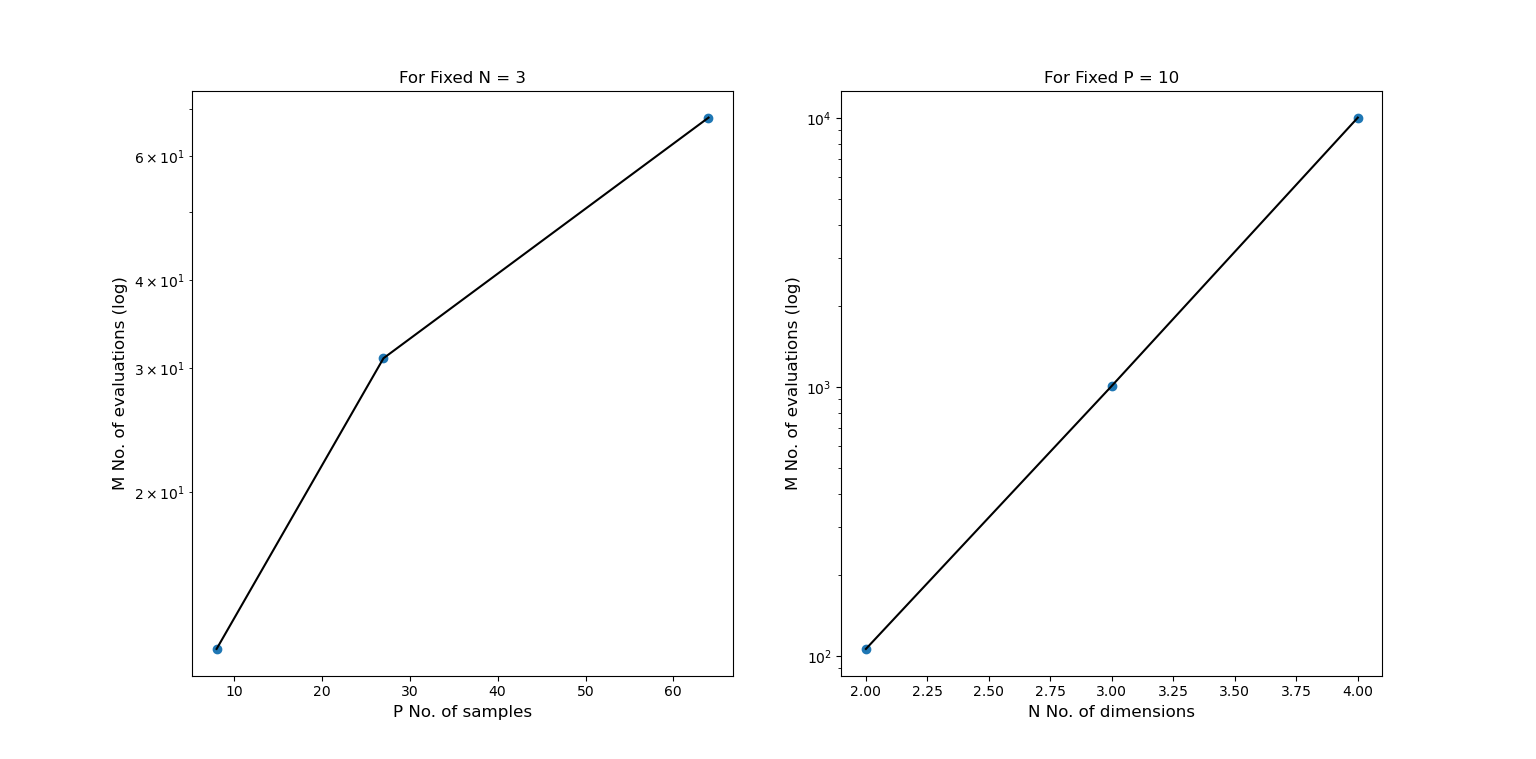 For Fixed N = 3
M No. of evaluations (log)
6 × 10¹
4 × 10¹
3 × 10¹
2 × 10¹
10 20 30 40 50 60
P No. of samples
For Fixed P = 10
M No. of evaluations (log)
10⁴
10³
10²
2.00 2.25 2.50 2.75 3.00 3.25 3.50 3.75 4.00
N No. of dimensions